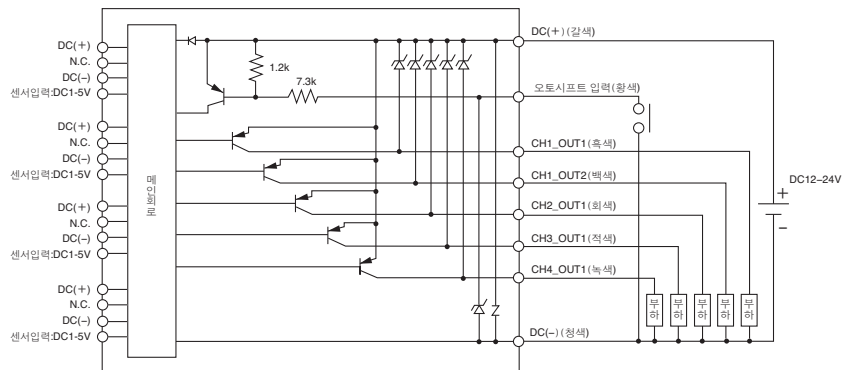 DC(+)
N.C.
DC(-)
센서입력:DC1-5V
DC(+)
N.C.
DC(-)
센서입력:DC1-5V
DC(+)
N.C.
DC(-)
센서입력:DC1-5V
DC(+)
N.C.
DC(-)
센서입력:DC1-5V
메인회로
1.2k
7.3k
DC(+)(갈색)
오토시프트 입력(황색)
CH1_OUT1(흑색)
CH1_OUT2(백색)
CH2_OUT1(회색)
CH3_OUT1(적색)
CH4_OUT1(녹색)
DC(-)(청색)
부하
부하
부하
부하
부하
+
DC12-24V
-